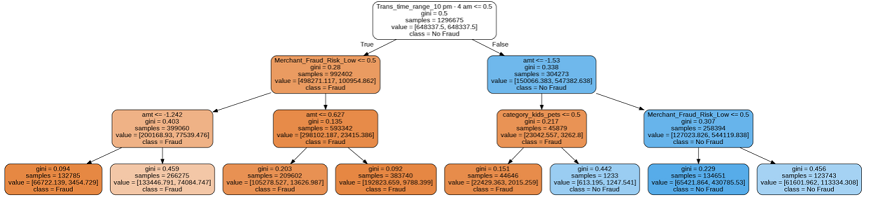 Trans_time_range_10 pm - 4 am <= 0.5
gini = 0.5
samples = 1296675
value = [648337.5, 648337.5]
class = No Fraud
True
False
Merchant_Fraud_Risk_Low <= 0.5
gini = 0.28
samples = 992402
value = [498271.117, 100954.862]
class = Fraud
amt <= -1.53
gini = 0.338
samples = 304273
value = [150066.383, 547382.638]
class = No Fraud
amt <= -1.242
gini = 0.403
samples = 399060
value = [200168.93, 77539.476]
class = Fraud
amt <= 0.627
gini = 0.135
samples = 593342
value = [298102.187, 23415.386]
class = Fraud
category_kids_pets <= 0.5
gini = 0.217
samples = 45879
value = [23042.557, 3262.8]
class = Fraud
Merchant_Fraud_Risk_Low <= 0.5
gini = 0.307
samples = 258394
value = [127023.826, 544119.838]
class = No Fraud
gini = 0.094
samples = 132785
value = [66722.139, 3454.729]
class = Fraud
gini = 0.459
samples = 266275
value = [133446.791, 74084.747]
class = Fraud
gini = 0.203
samples = 209602
value = [105278.527, 13626.987]
class = Fraud
gini = 0.092
samples = 383740
value = [192823.659, 9788.399]
class = Fraud
gini = 0.151
samples = 44646
value = [22429.363, 2015.259]
class = Fraud
gini = 0.442
samples = 1233
value = [613.195, 1247.541]
class = No Fraud
gini = 0.229
samples = 134651
value = [65421.864, 430785.53]
class = No Fraud
gini = 0.456
samples = 123743
value = [61601.962, 113334.308]
class = No Fraud